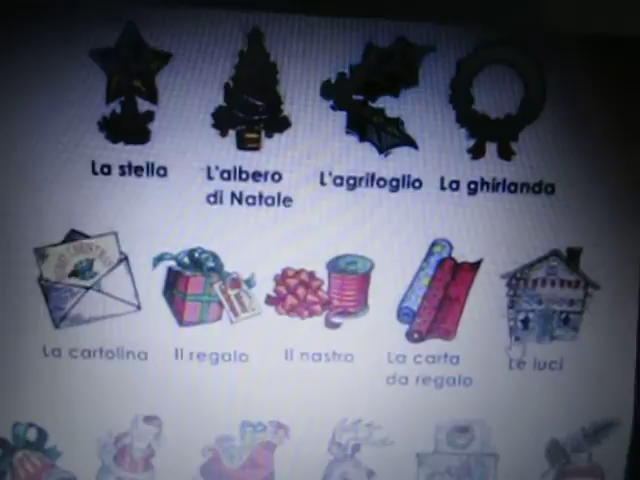 La stella
L'albero
di Natale
L'agrifoglio
La ghirlanda
La cartolina
Il regalo
Il nastro
La carta
da regalo
Le luci